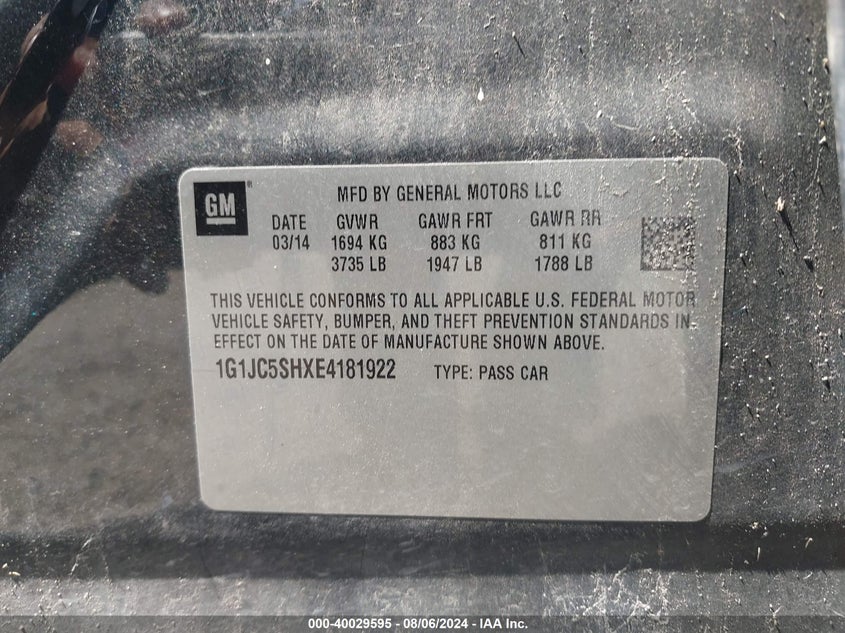 GM®
MFD BY GENERAL MOTORS LLC
DATE GVWR GAWR FRT GAWR RR
03/14 1694 KG 883 KG 811 KG
3735 LB 1947 LB 1788 LB
THIS VEHICLE CONFORMS TO ALL APPLICABLE U.S. FEDERAL MOTOR
VEHICLE SAFETY, BUMPER, AND THEFT PREVENTION STANDARDS IN
EFFECT ON THE DATE OF MANUFACTURE SHOWN ABOVE.
1G1JC5SHXE4181922 TYPE: PASS CAR
000-40029595 - 08/06/2024 - IAA Inc.